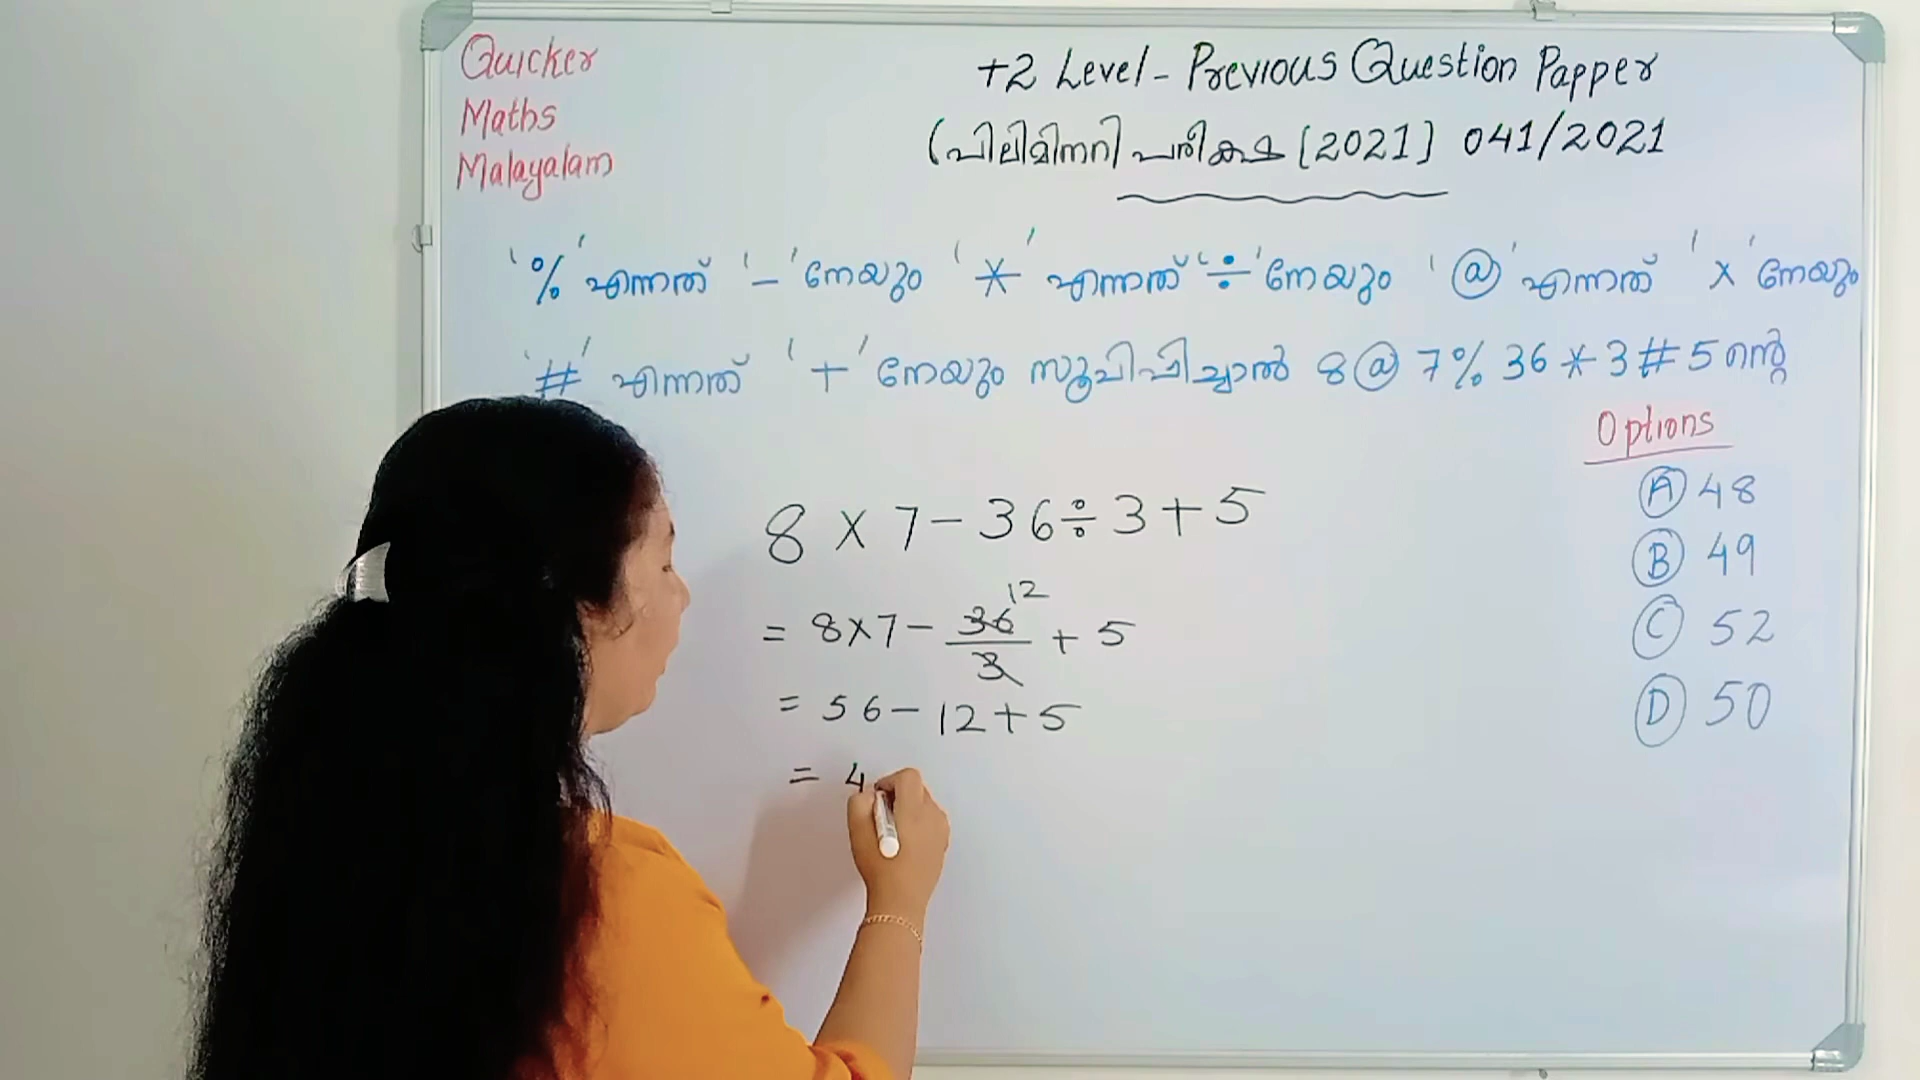 Quicker
Maths
Malayalam
+2 Level - Previous Question Papper
(പിലിമിനറി പരീക്ഷ [2021] 041/2021
'%' എന്നത് '-' നേയും '*' എന്നത് '÷' നേയും '@' എന്നത് 'x' നേയും
'#' എന്നത് '+' നേയും സൂചിപ്പിച്ചാൽ 8 @ 7 % 36 * 3 # 5 ന്റെ
Options
A 48
B 49
C 52
D 50
8 x 7 - 36 ÷ 3 + 5
12
= 8x7 - 36/3 + 5
= 56 - 12 + 5
= 4